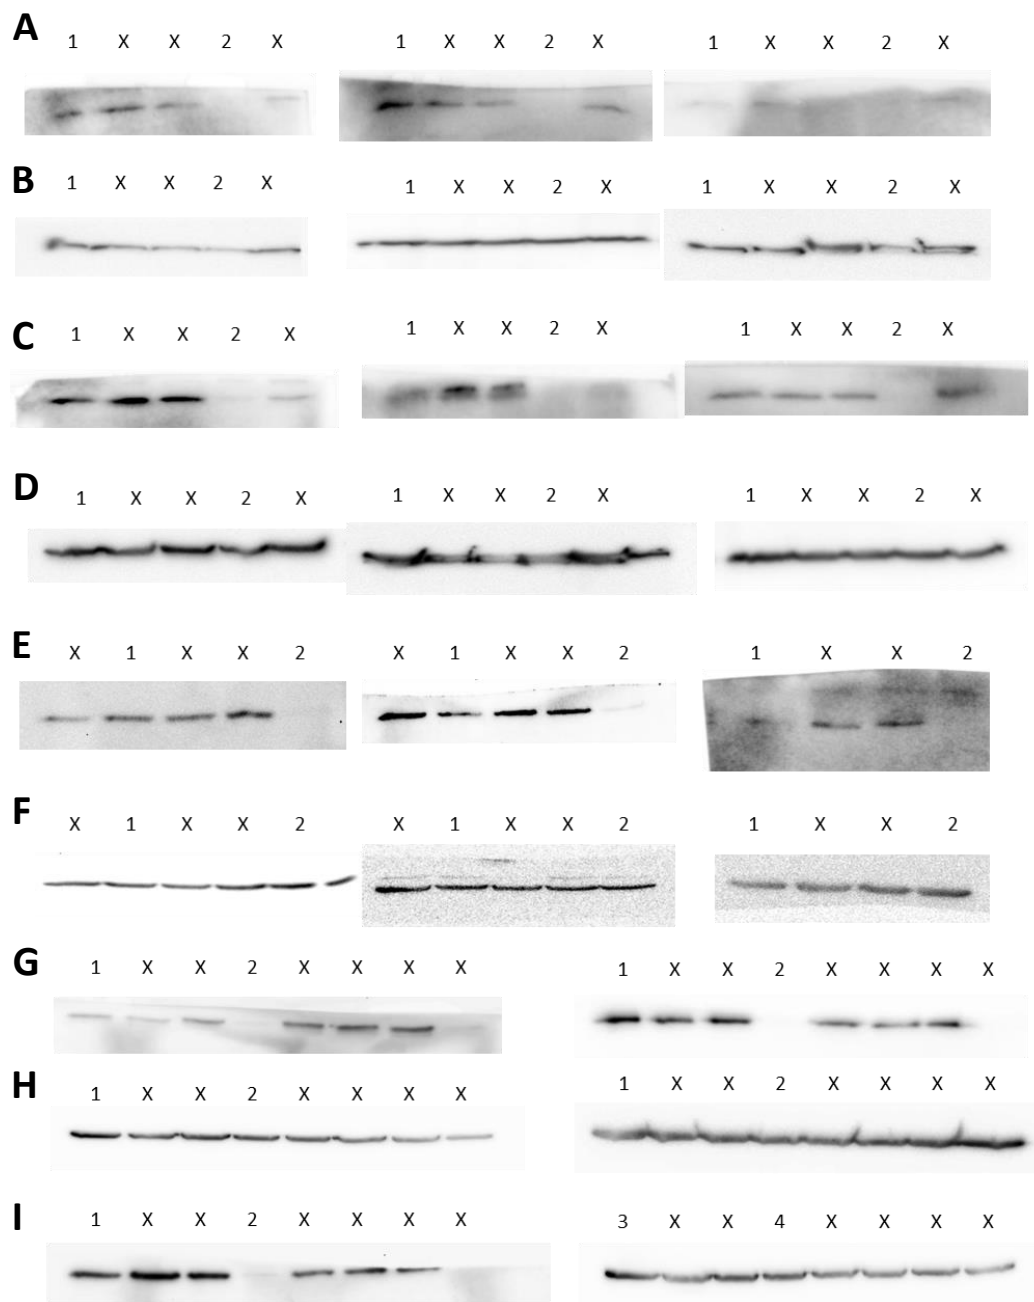 A
1 X X 2 X 1 X X 2 X 1 X X 2 X
B
1 X X 2 X 1 X X 2 X 1 X X 2 X
C
1 X X 2 X 1 X X 2 X 1 X X 2 X
D
1 X X 2 X 1 X X 2 X 1 X X 2 X
E
X 1 X X 2 X 1 X X 2 1 X X 2
F
X 1 X X 2 X 1 X X 2 1 X X 2
G
1 X X 2 X X X X 1 X X 2 X X X X
H
1 X X 2 X X X X 1 X X 2 X X X X
I
1 X X 2 X X X X 3 X X 4 X X X X